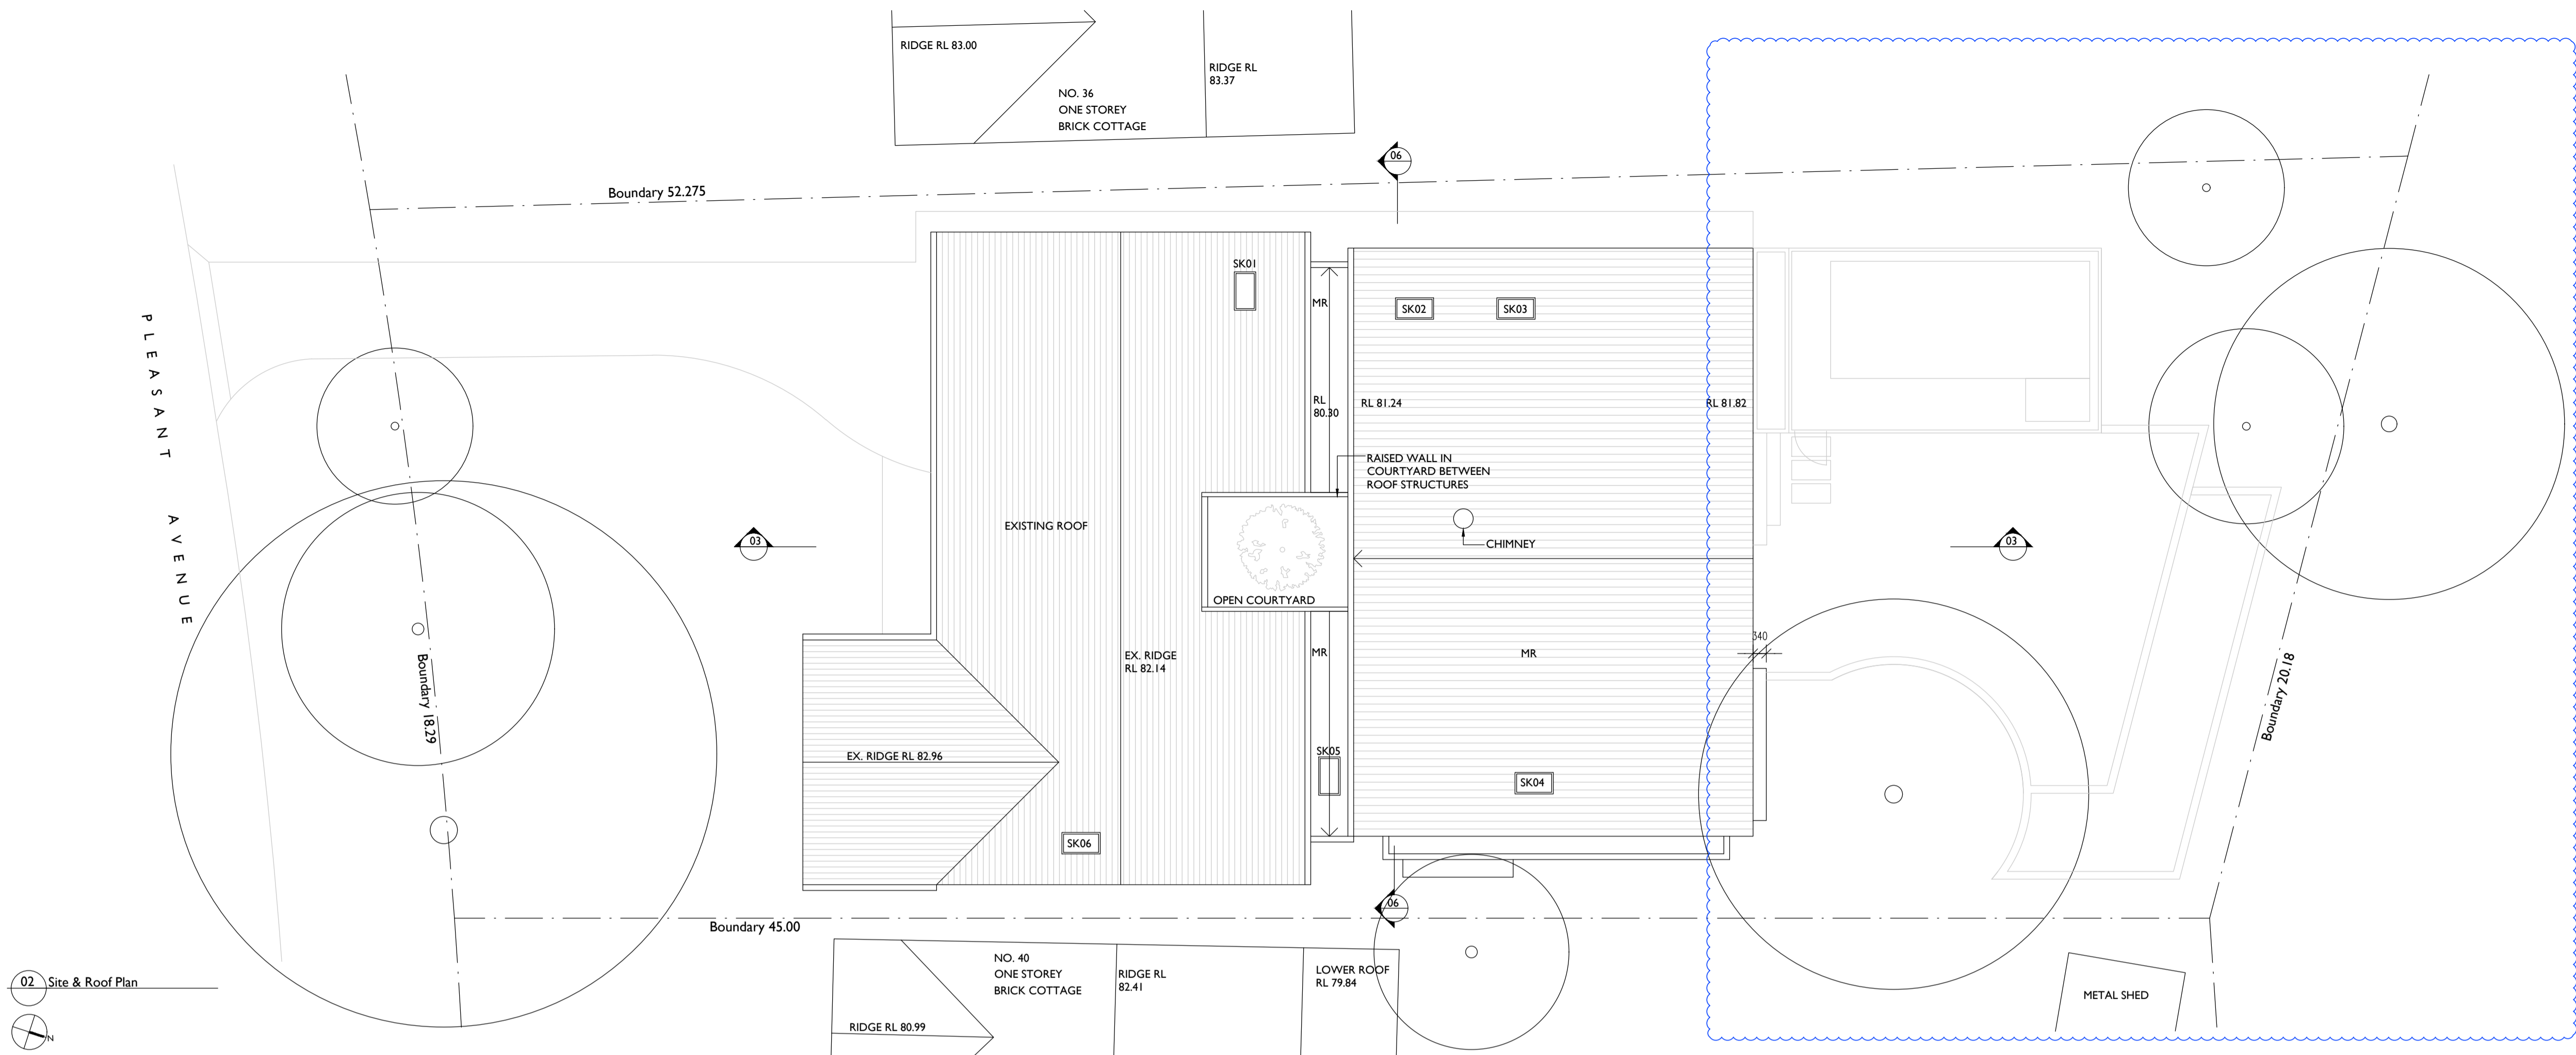 RIDGE RL 83.00
RIDGE RL
83.37
NO. 36
ONE STOREY
BRICK COTTAGE
06
Boundary 52.275
SK01
MR
SK02
SK03
PLEASANT AVENUE
RL
80.30
RL 81.24
RL 81.82
RAISED WALL IN
COURTYARD BETWEEN
ROOF STRUCTURES
EXISTING ROOF
03
CHIMNEY
03
OPEN COURTYARD
340
EX. RIDGE
RL 82.14
MR
MR
Boundary 18.29
Boundary 20.18
EX. RIDGE RL 82.96
SK05
SK04
SK06
06
Boundary 45.00
NO. 40
ONE STOREY
BRICK COTTAGE
RIDGE RL
82.41
LOWER ROOF
RL 79.84
02 Site & Roof Plan
METAL SHED
RIDGE RL 80.99
N